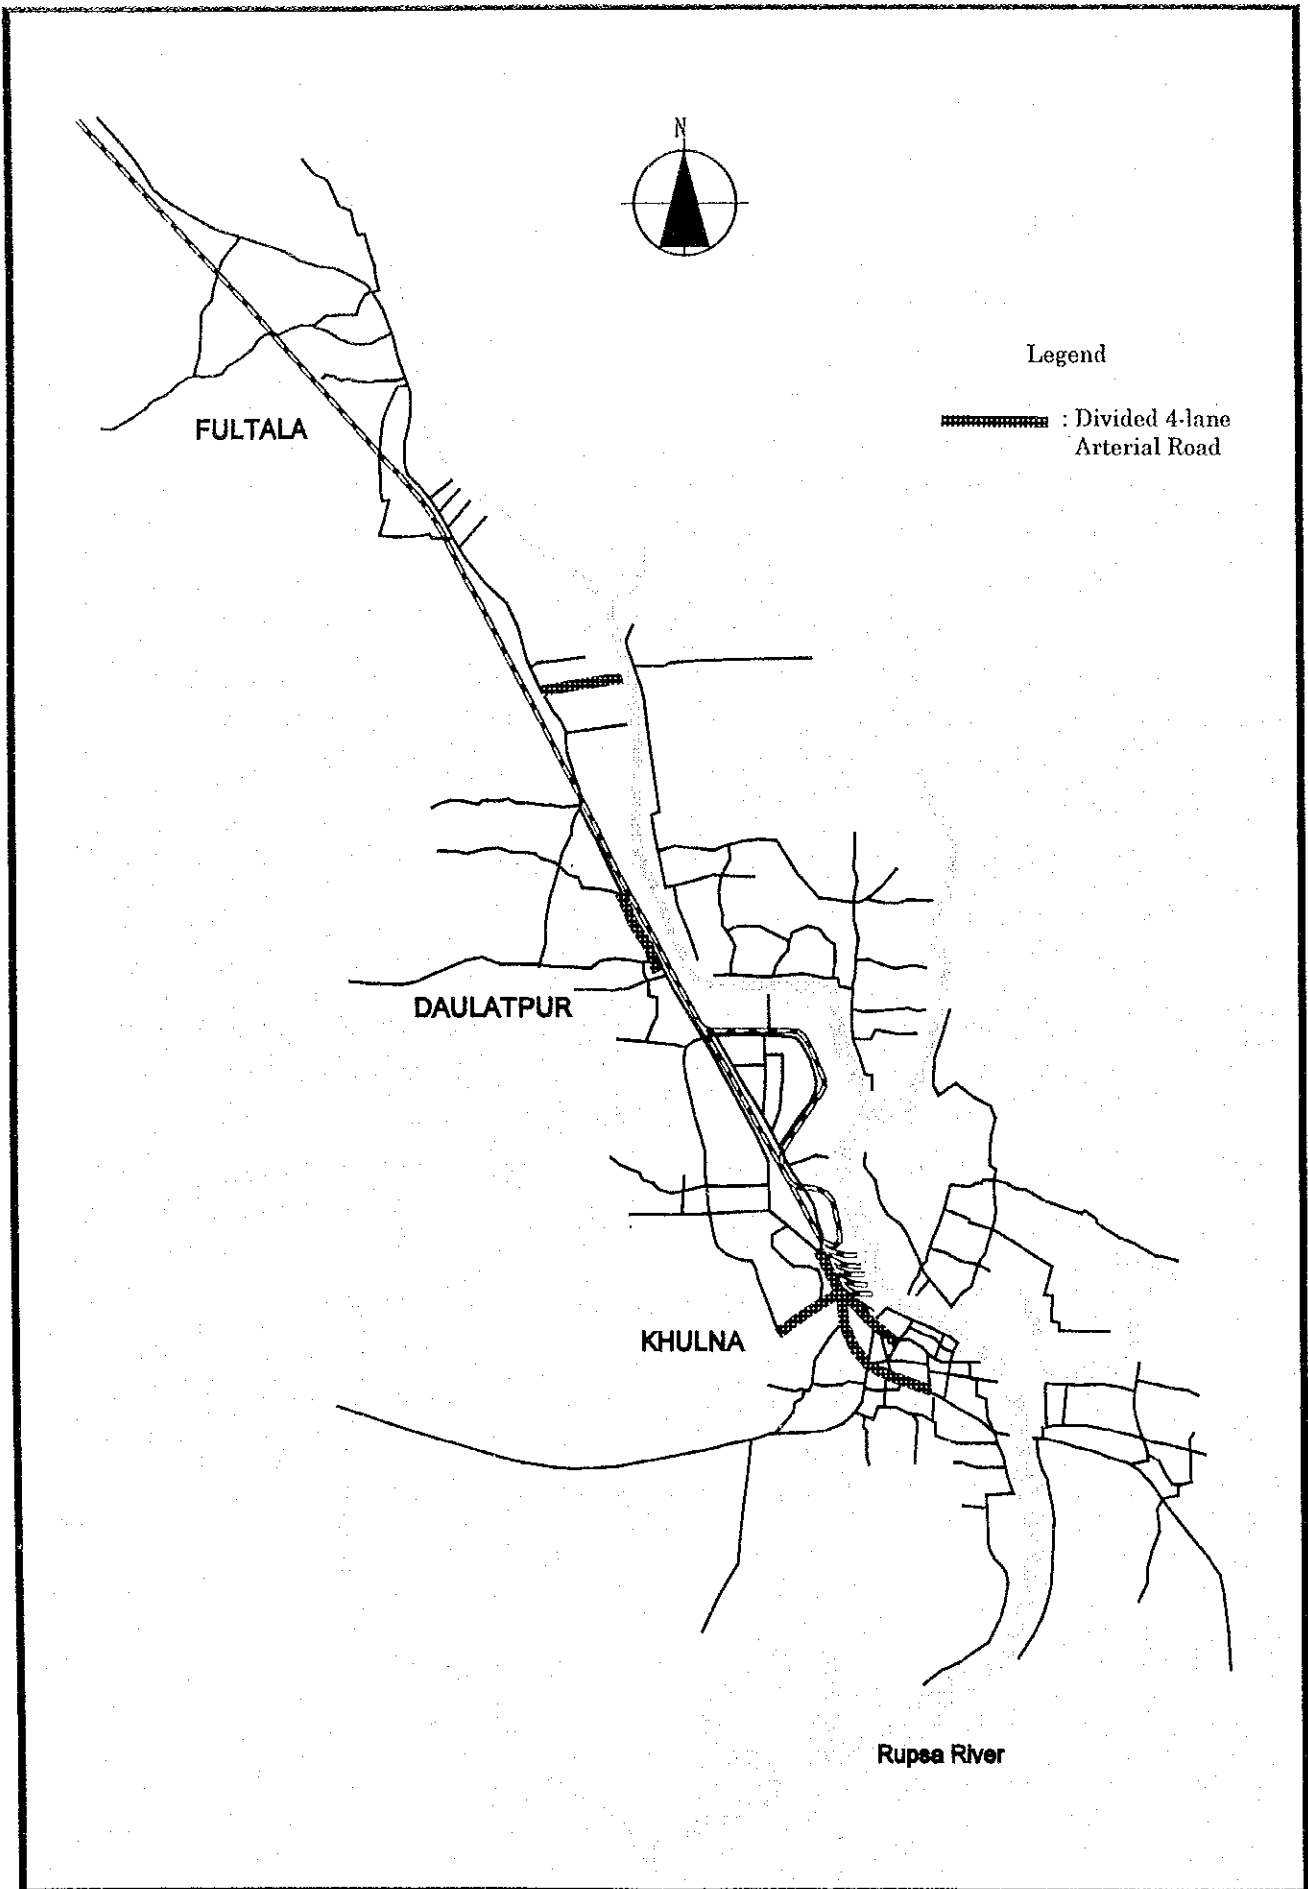 N
Legend
: Divided 4-lane
Arterial Road
FULTALA
DAULATPUR
KHULNA
Rupsa River